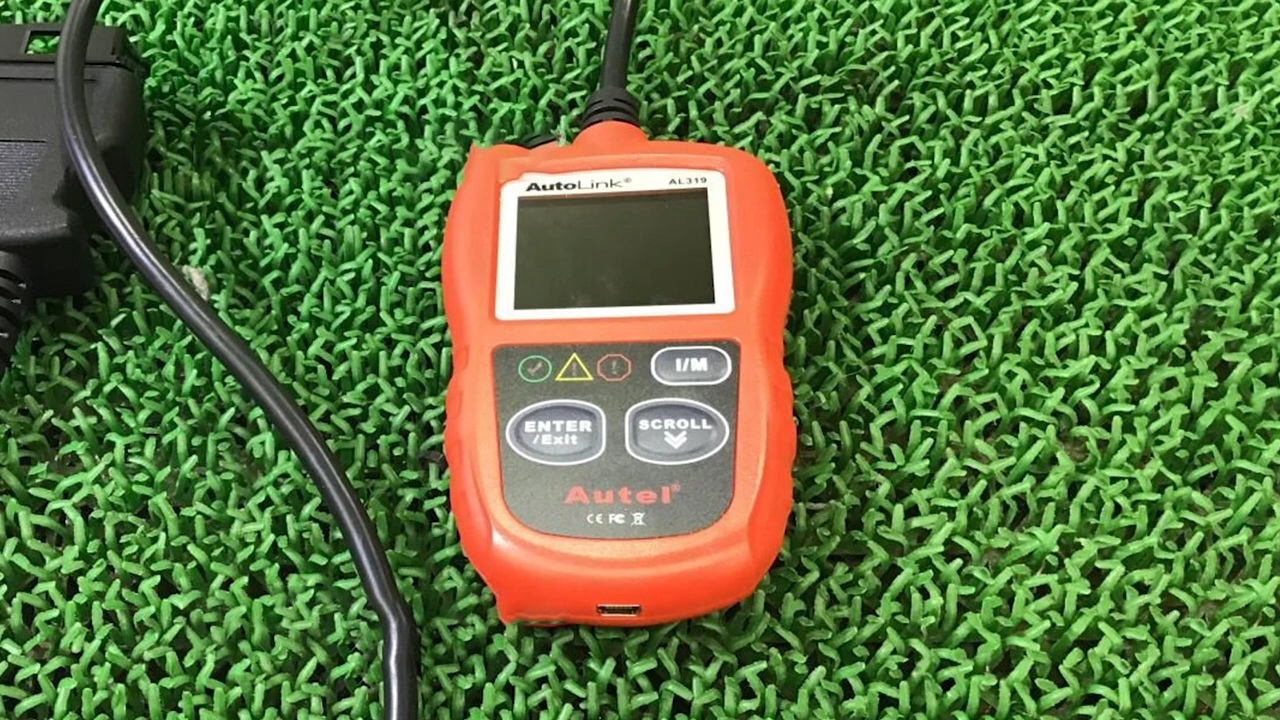 AutoLink® AL319
I/M
ENTER
/Exit
SCROLL
Autel®
CE FC